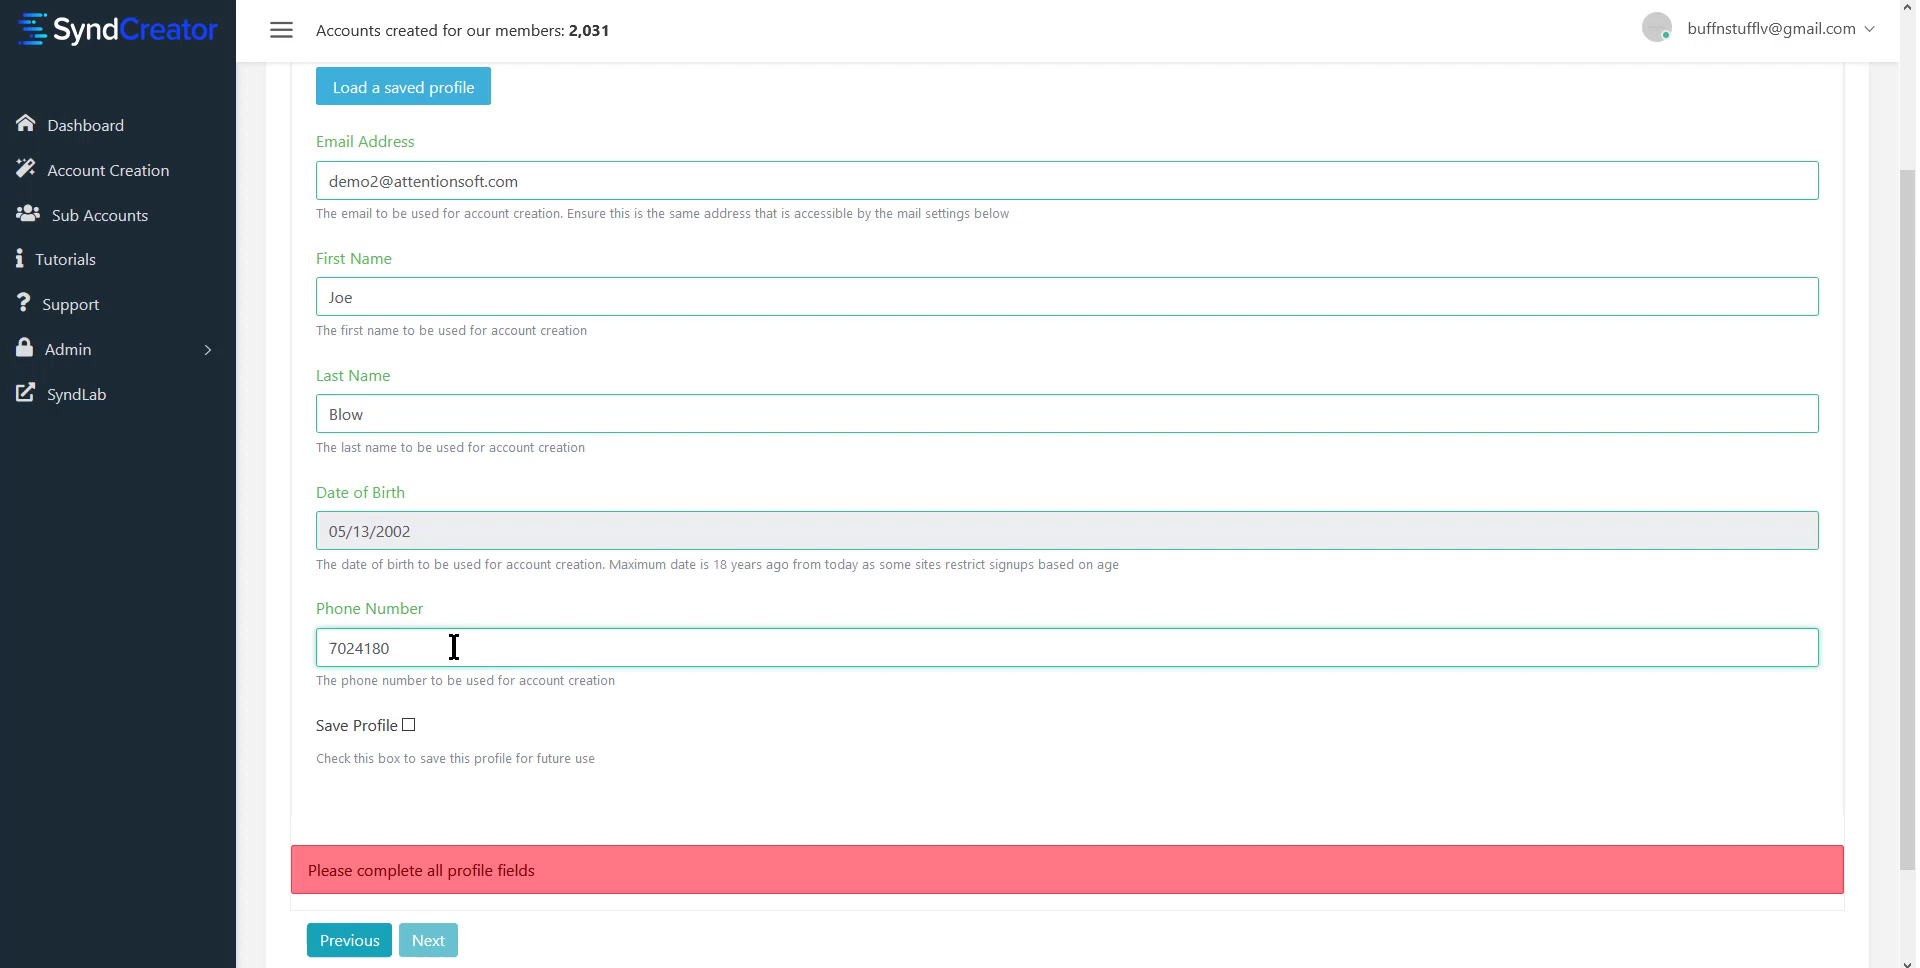 SyndCreator
Accounts created for our members: 2,031
buffnstufflv@gmail.com
Dashboard
Account Creation
Sub Accounts
Tutorials
Support
Admin
SyndLab
Load a saved profile
Email Address
demo2@attentionsoft.com
The email to be used for account creation. Ensure this is the same address that is accessible by the mail settings below
First Name
Joe
The first name to be used for account creation
Last Name
Blow
The last name to be used for account creation
Date of Birth
05/13/2002
The date of birth to be used for account creation. Maximum date is 18 years ago from today as some sites restrict signups based on age
Phone Number
7024180
The phone number to be used for account creation
Save Profile
Check this box to save this profile for future use
Please complete all profile fields
Previous
Next